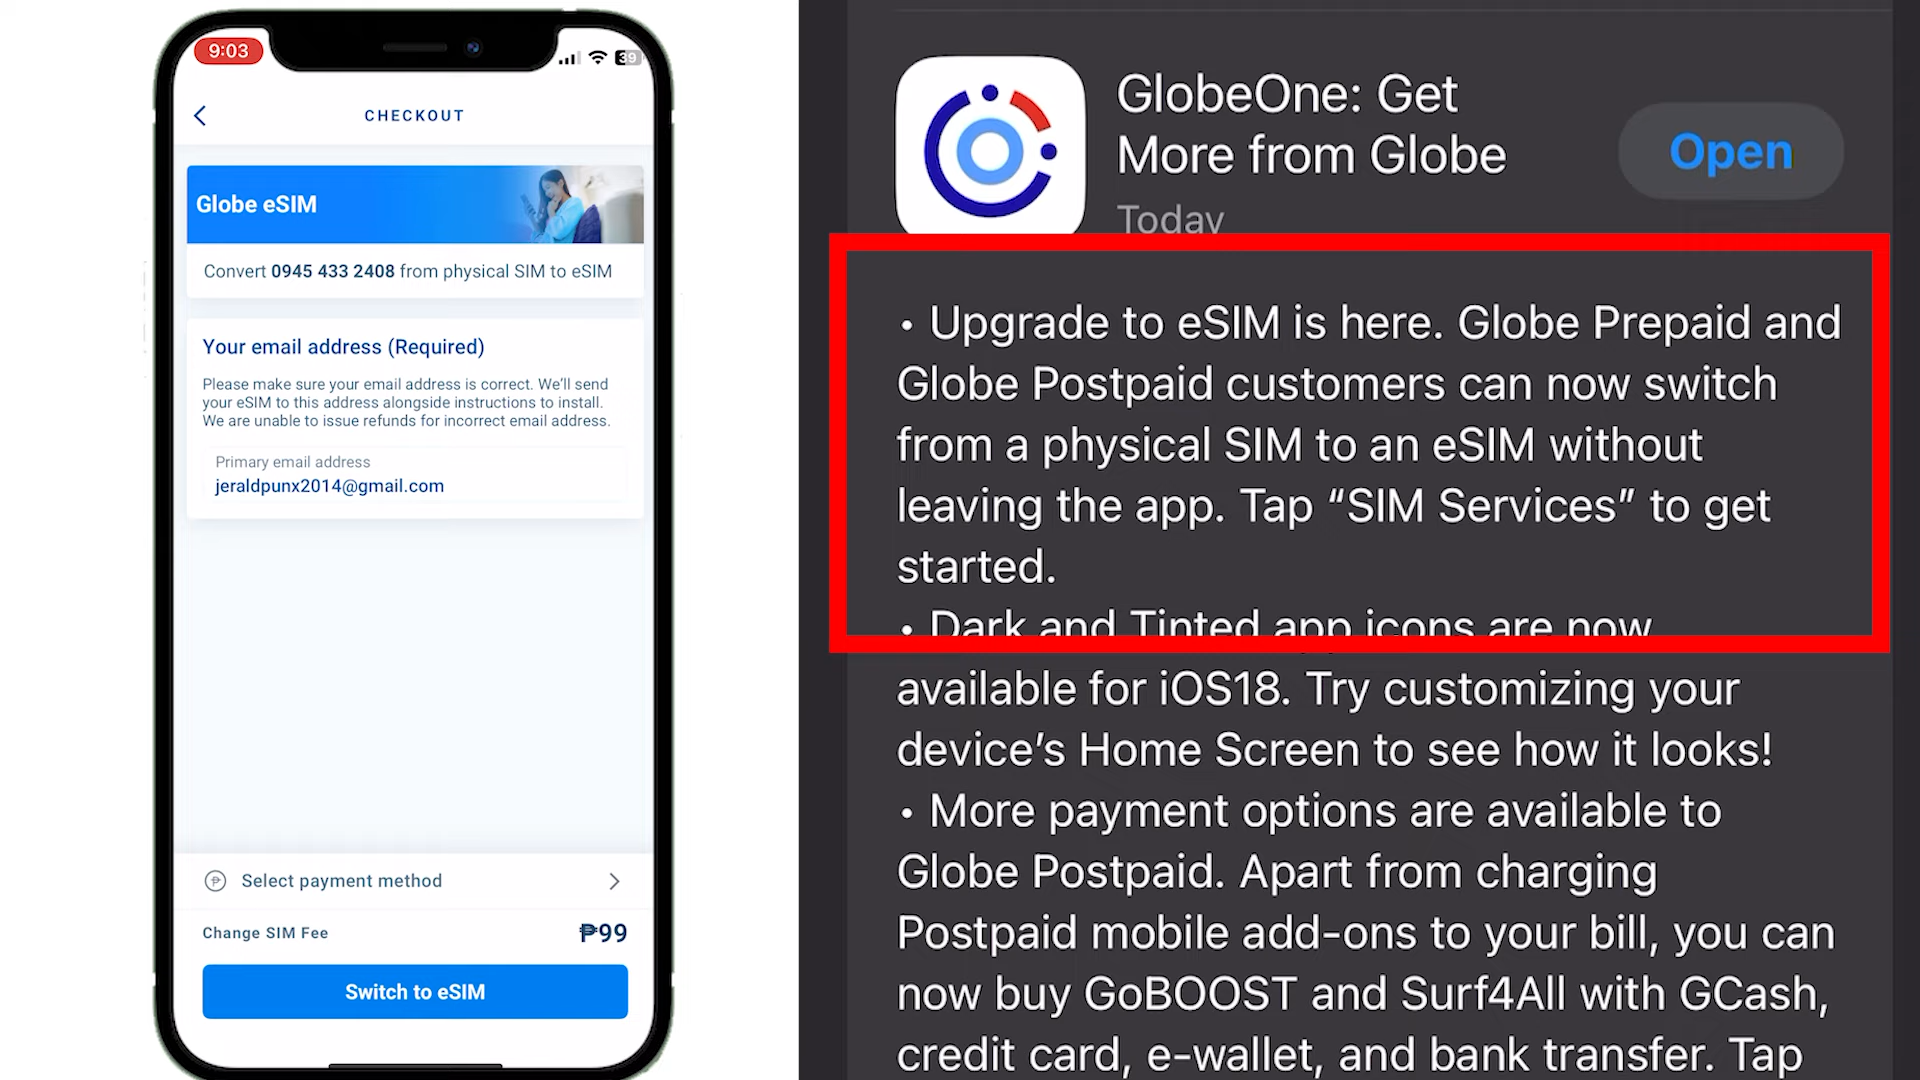 9:03
39
CHECKOUT
Globe eSIM
Convert 0945 433 2408 from physical SIM to eSIM
Your email address (Required)
Please make sure your email address is correct. We'll send
your eSIM to this address alongside instructions to install.
We are unable to issue refunds for incorrect email address.
Primary email address
jeraldpunx2014@gmail.com
Select payment method
Change SIM Fee ₱99
Switch to eSIM
GlobeOne: Get
More from Globe
Open
Today
• Upgrade to eSIM is here. Globe Prepaid and
Globe Postpaid customers can now switch
from a physical SIM to an eSIM without
leaving the app. Tap “SIM Services” to get
started.
• Dark and Tinted app icons are now
available for iOS18. Try customizing your
device’s Home Screen to see how it looks!
• More payment options are available to
Globe Postpaid. Apart from charging
Postpaid mobile add-ons to your bill, you can
now buy GoBOOST and Surf4All with GCash,
credit card, e-wallet, and bank transfer. Tap